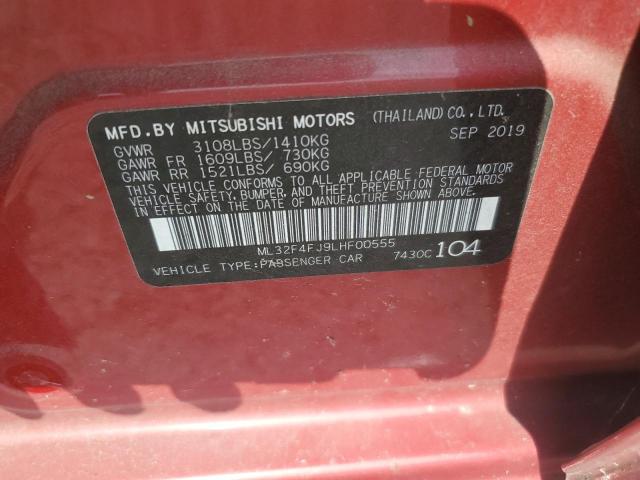 MFD.BY MITSUBISHI MOTORS (THAILAND)CO.,LTD.
SEP 2019
GVWR 3108LBS/1410KG
GAWR FR 1609LBS/ 730KG
GAWR RR 1521LBS/ 690KG
THIS VEHICLE CONFORMS TO ALL APPLICABLE FEDERAL MOTOR
VEHICLE SAFETY,BUMPER,AND THEFT PREVENTION STANDARDS
IN EFFECT ON THE DATE OF MANUFACTURE SHOWN ABOVE.
ML32F4FJ9LHF00555
VEHICLE TYPE:PASSENGER CAR 7430C 104